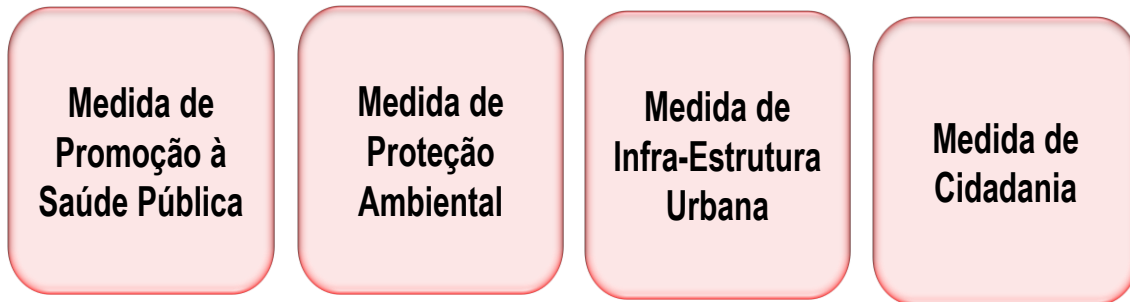 Medida de
Promoção à
Saúde Pública
Medida de
Proteção
Ambiental
Medida de
Infra-Estrutura
Urbana
Medida de
Cidadania